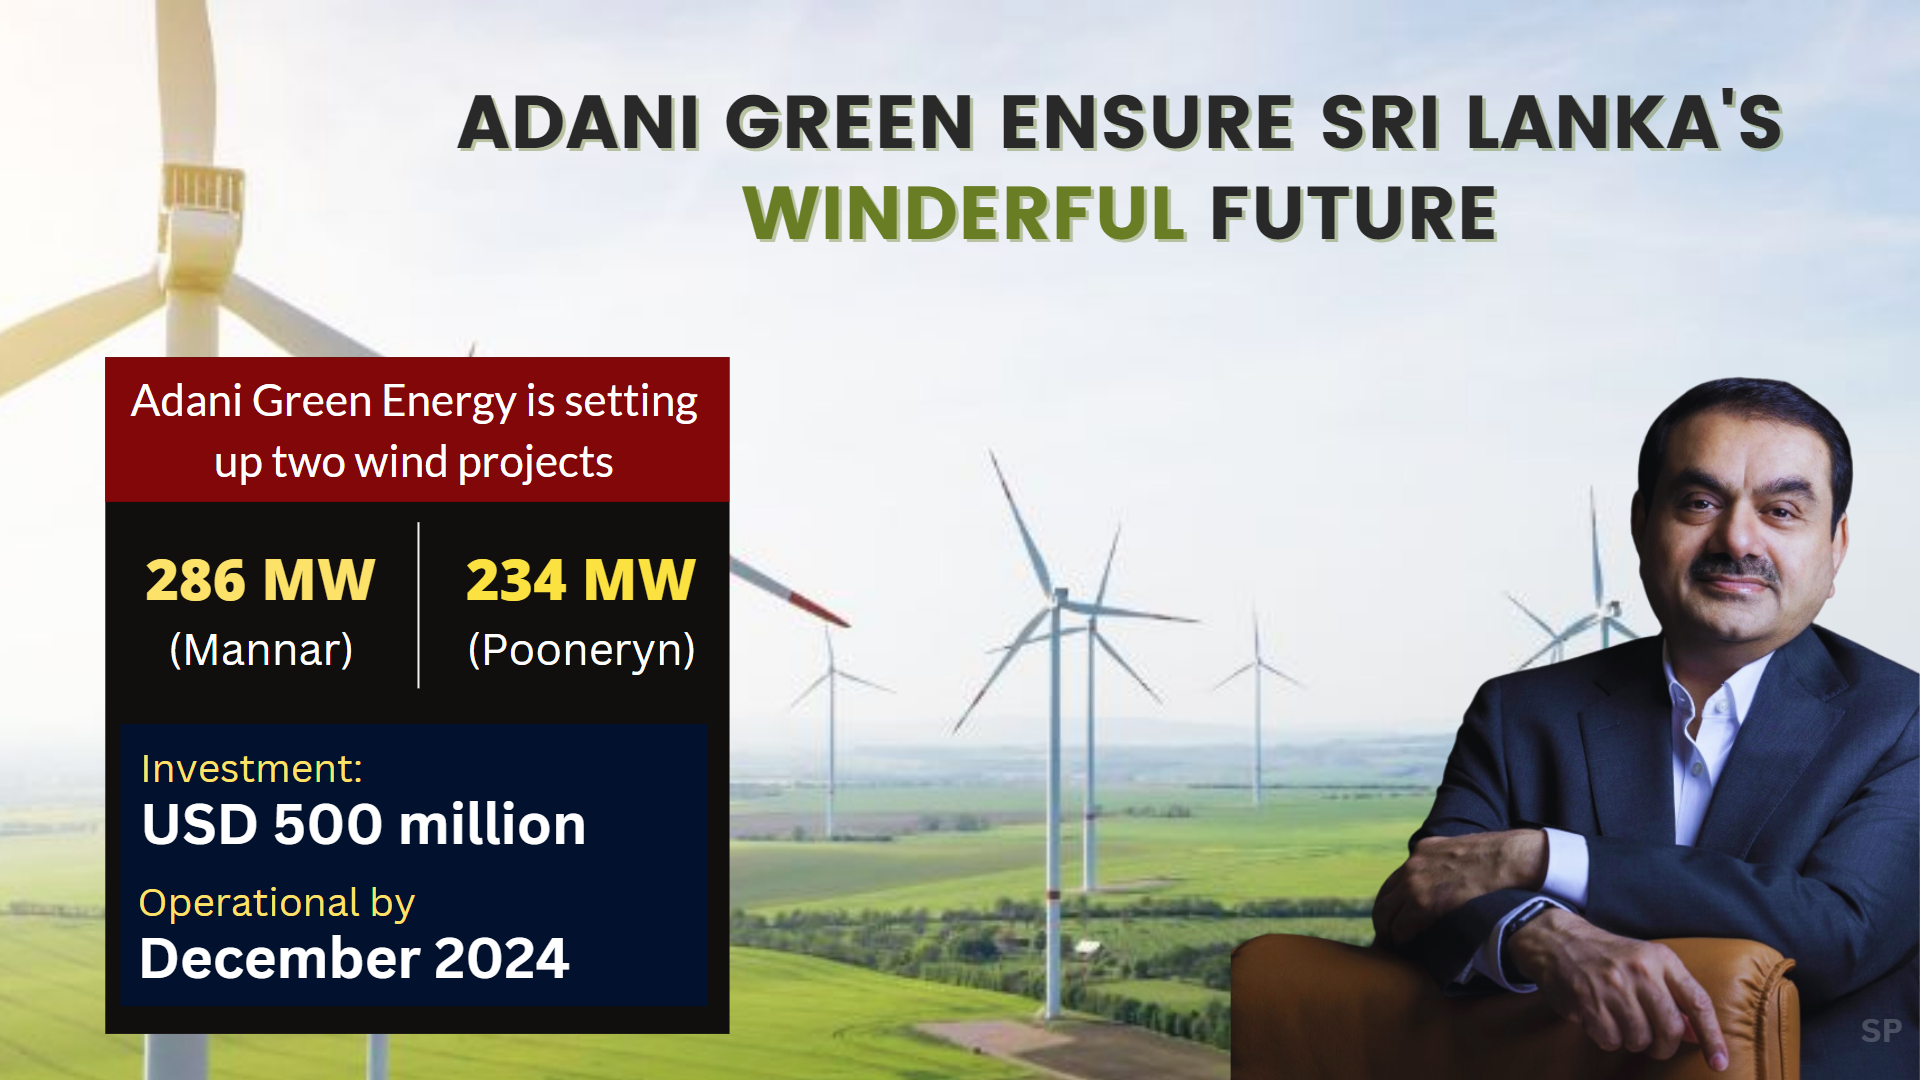 ADANI GREEN ENSURE SRI LANKA'S
WINDERFUL FUTURE
Adani Green Energy is setting
up two wind projects
286 MW
(Mannar)
234 MW
(Pooneryn)
Investment:
USD 500 million
Operational by
December 2024
SP